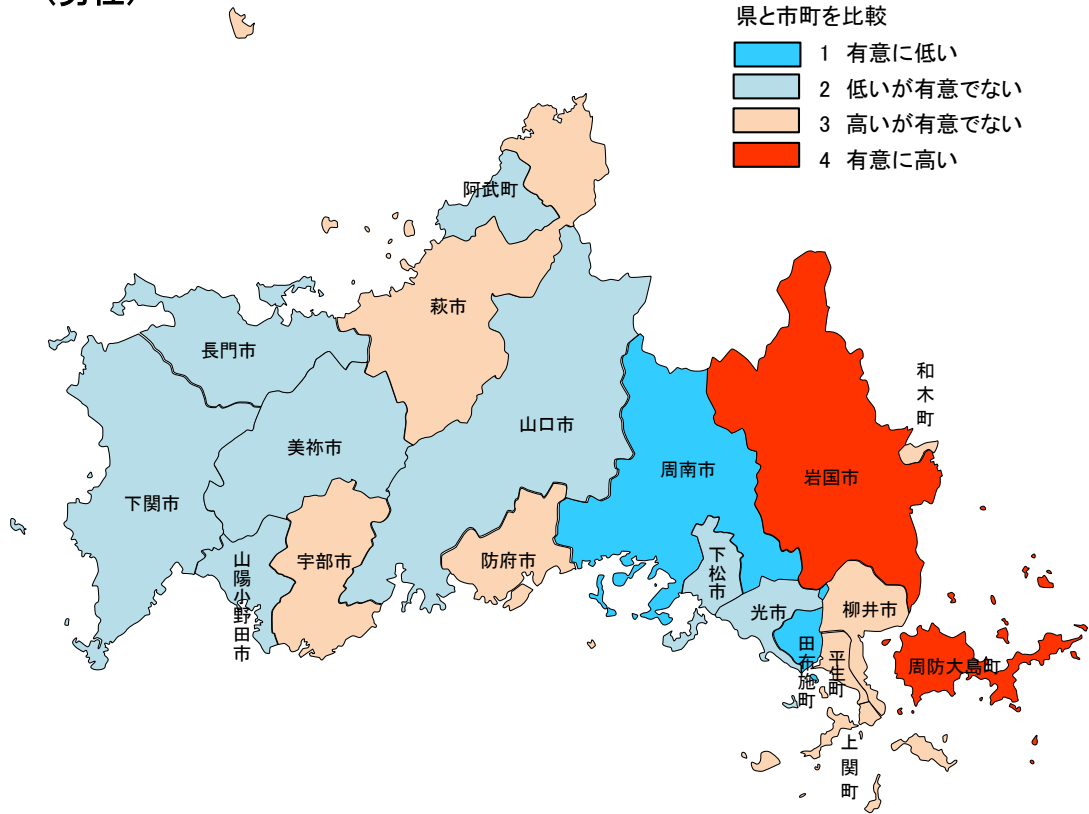 (男性)
県と市町を比較
1 有意に低い
2 低いが有意でない
3 高いが有意でない
4 有意に高い
阿武町
萩市
長門市
和木町
山口市
美祢市
周南市
岩国市
下関市
宇部市
防府市
山陽小野田市
下松市
光市
柳井市
田布施町
平生町
周防大島町
上関町